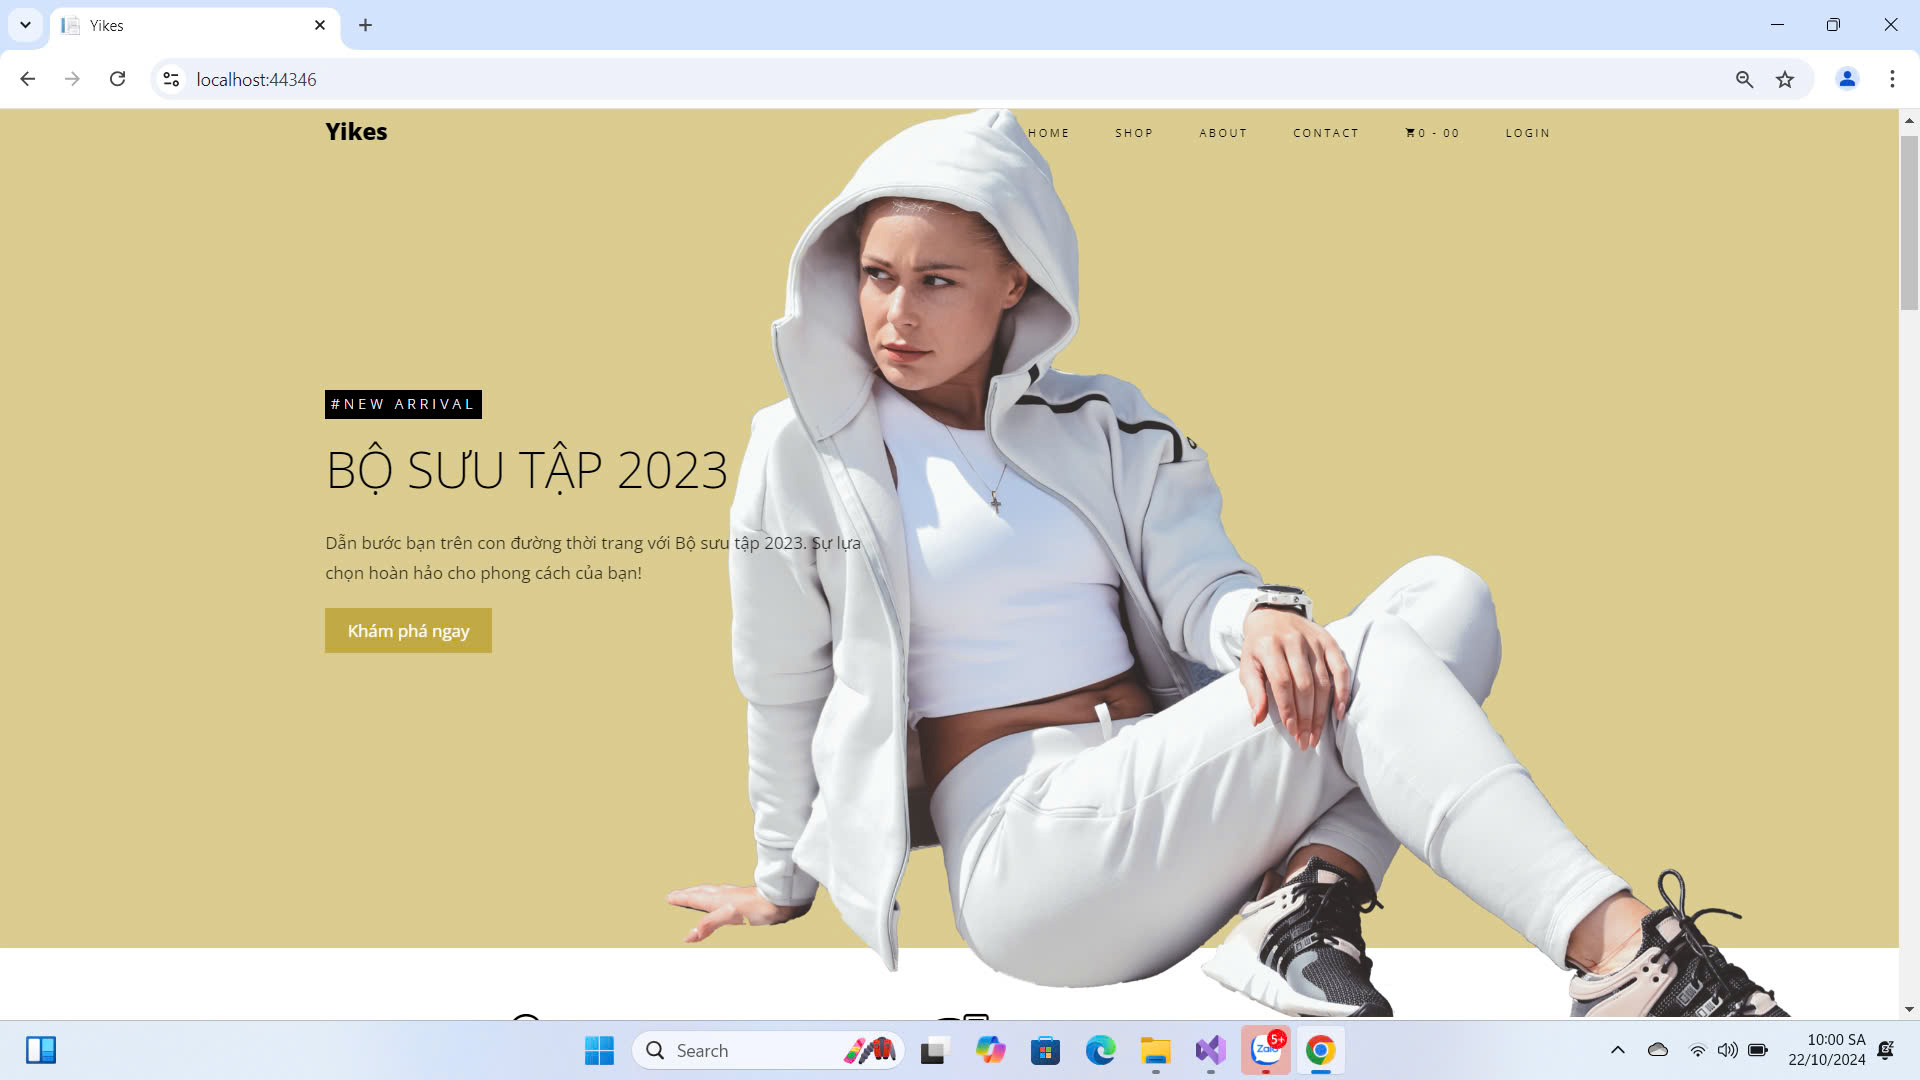 Yikes
localhost:44346
Yikes
HOME SHOP ABOUT CONTACT 0 - 00 LOGIN
#NEW ARRIVAL
BỘ SƯU TẬP 2023
Dẫn bước bạn trên con đường thời trang với Bộ sưu tập 2023. Sự lựa
chọn hoàn hảo cho phong cách của bạn!
Khám phá ngay
Search
Zalo
5+
10:00 SA
22/10/2024